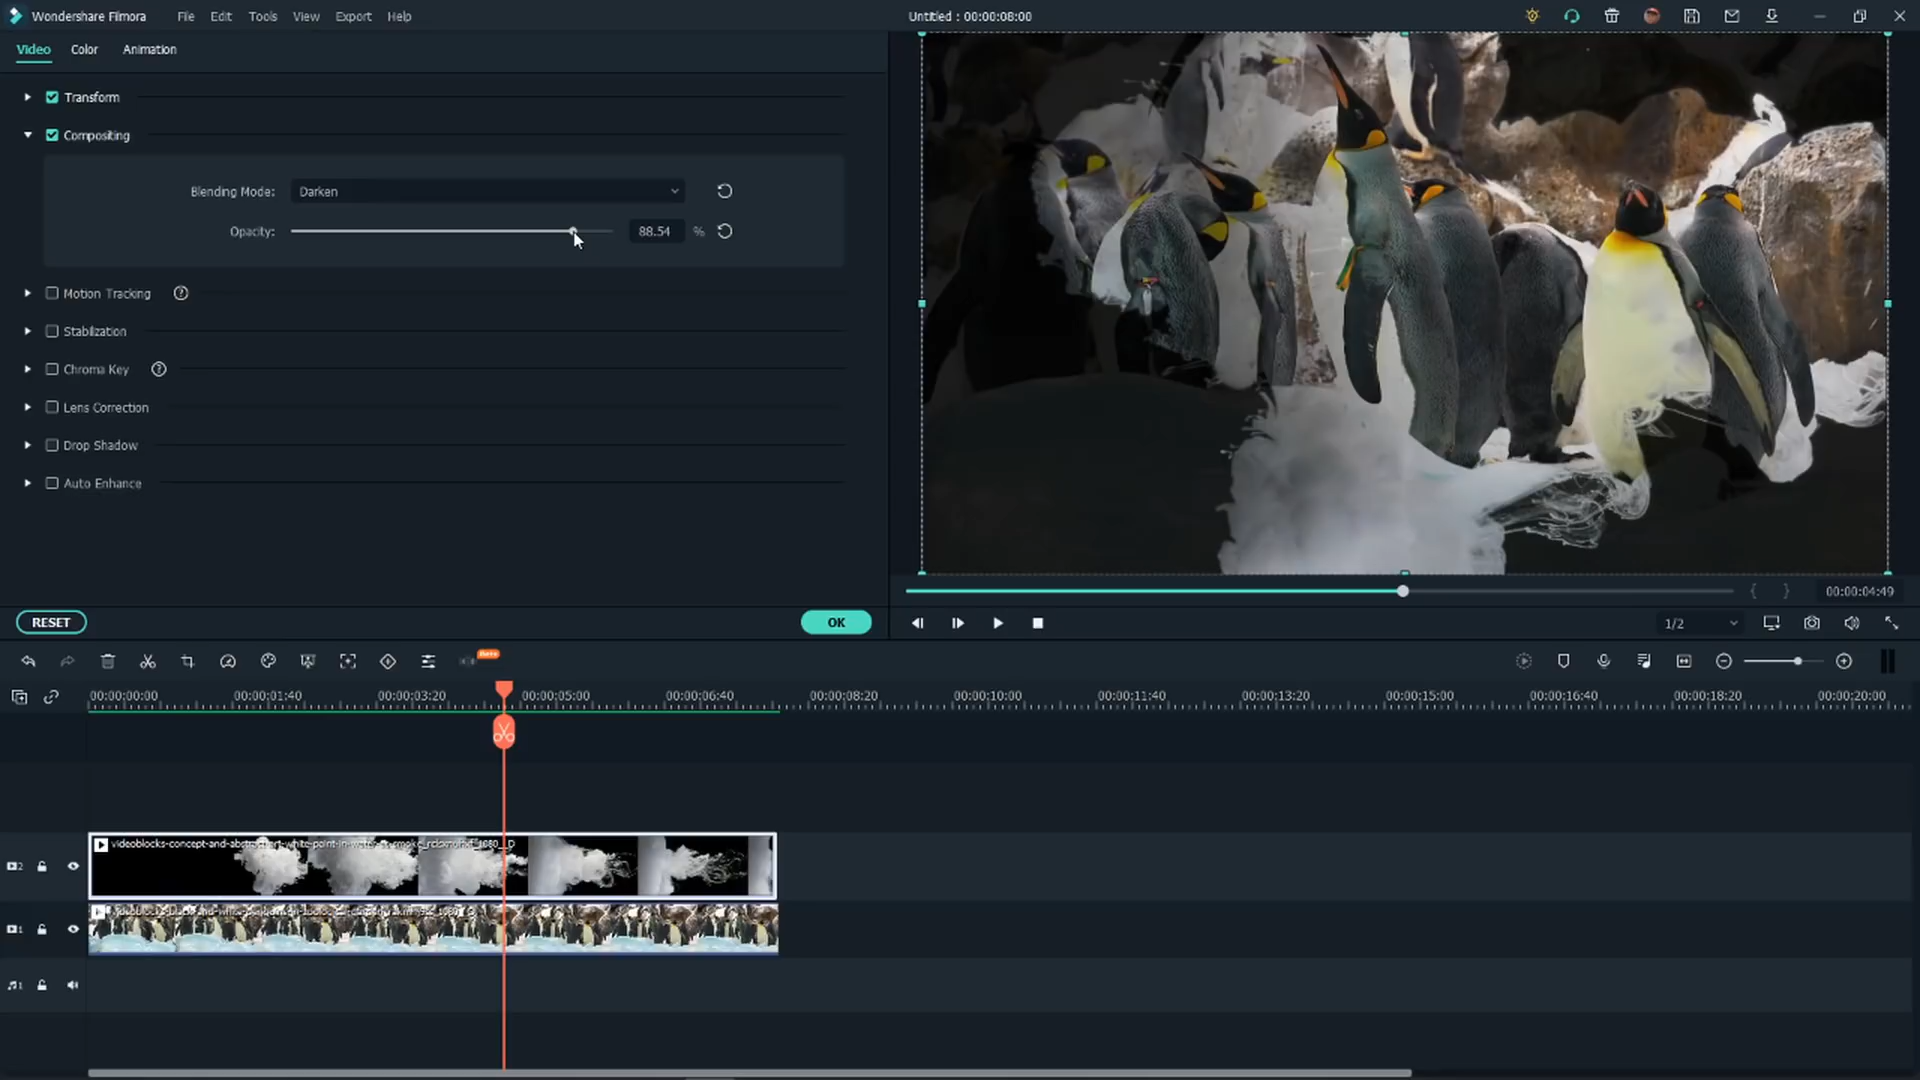 Wondershare Filmora File Edit Tools View Export Help
Untitled : 00:00:08:00
Video Color Animation
Transform
Compositing
Blending Mode: Darken
Opacity: 88.54 %
Motion Tracking
Stabilization
Chroma Key
Lens Correction
Drop Shadow
Auto Enhance
RESET OK
00:00:04:49
1/2
00:00:00:00 00:00:01:40 00:00:03:20 00:00:05:00 00:00:06:40 00:00:08:20 00:00:10:00 00:00:11:40 00:00:13:20 00:00:15:00 00:00:16:40 00:00:18:20 00:00:20:00
2
1
1